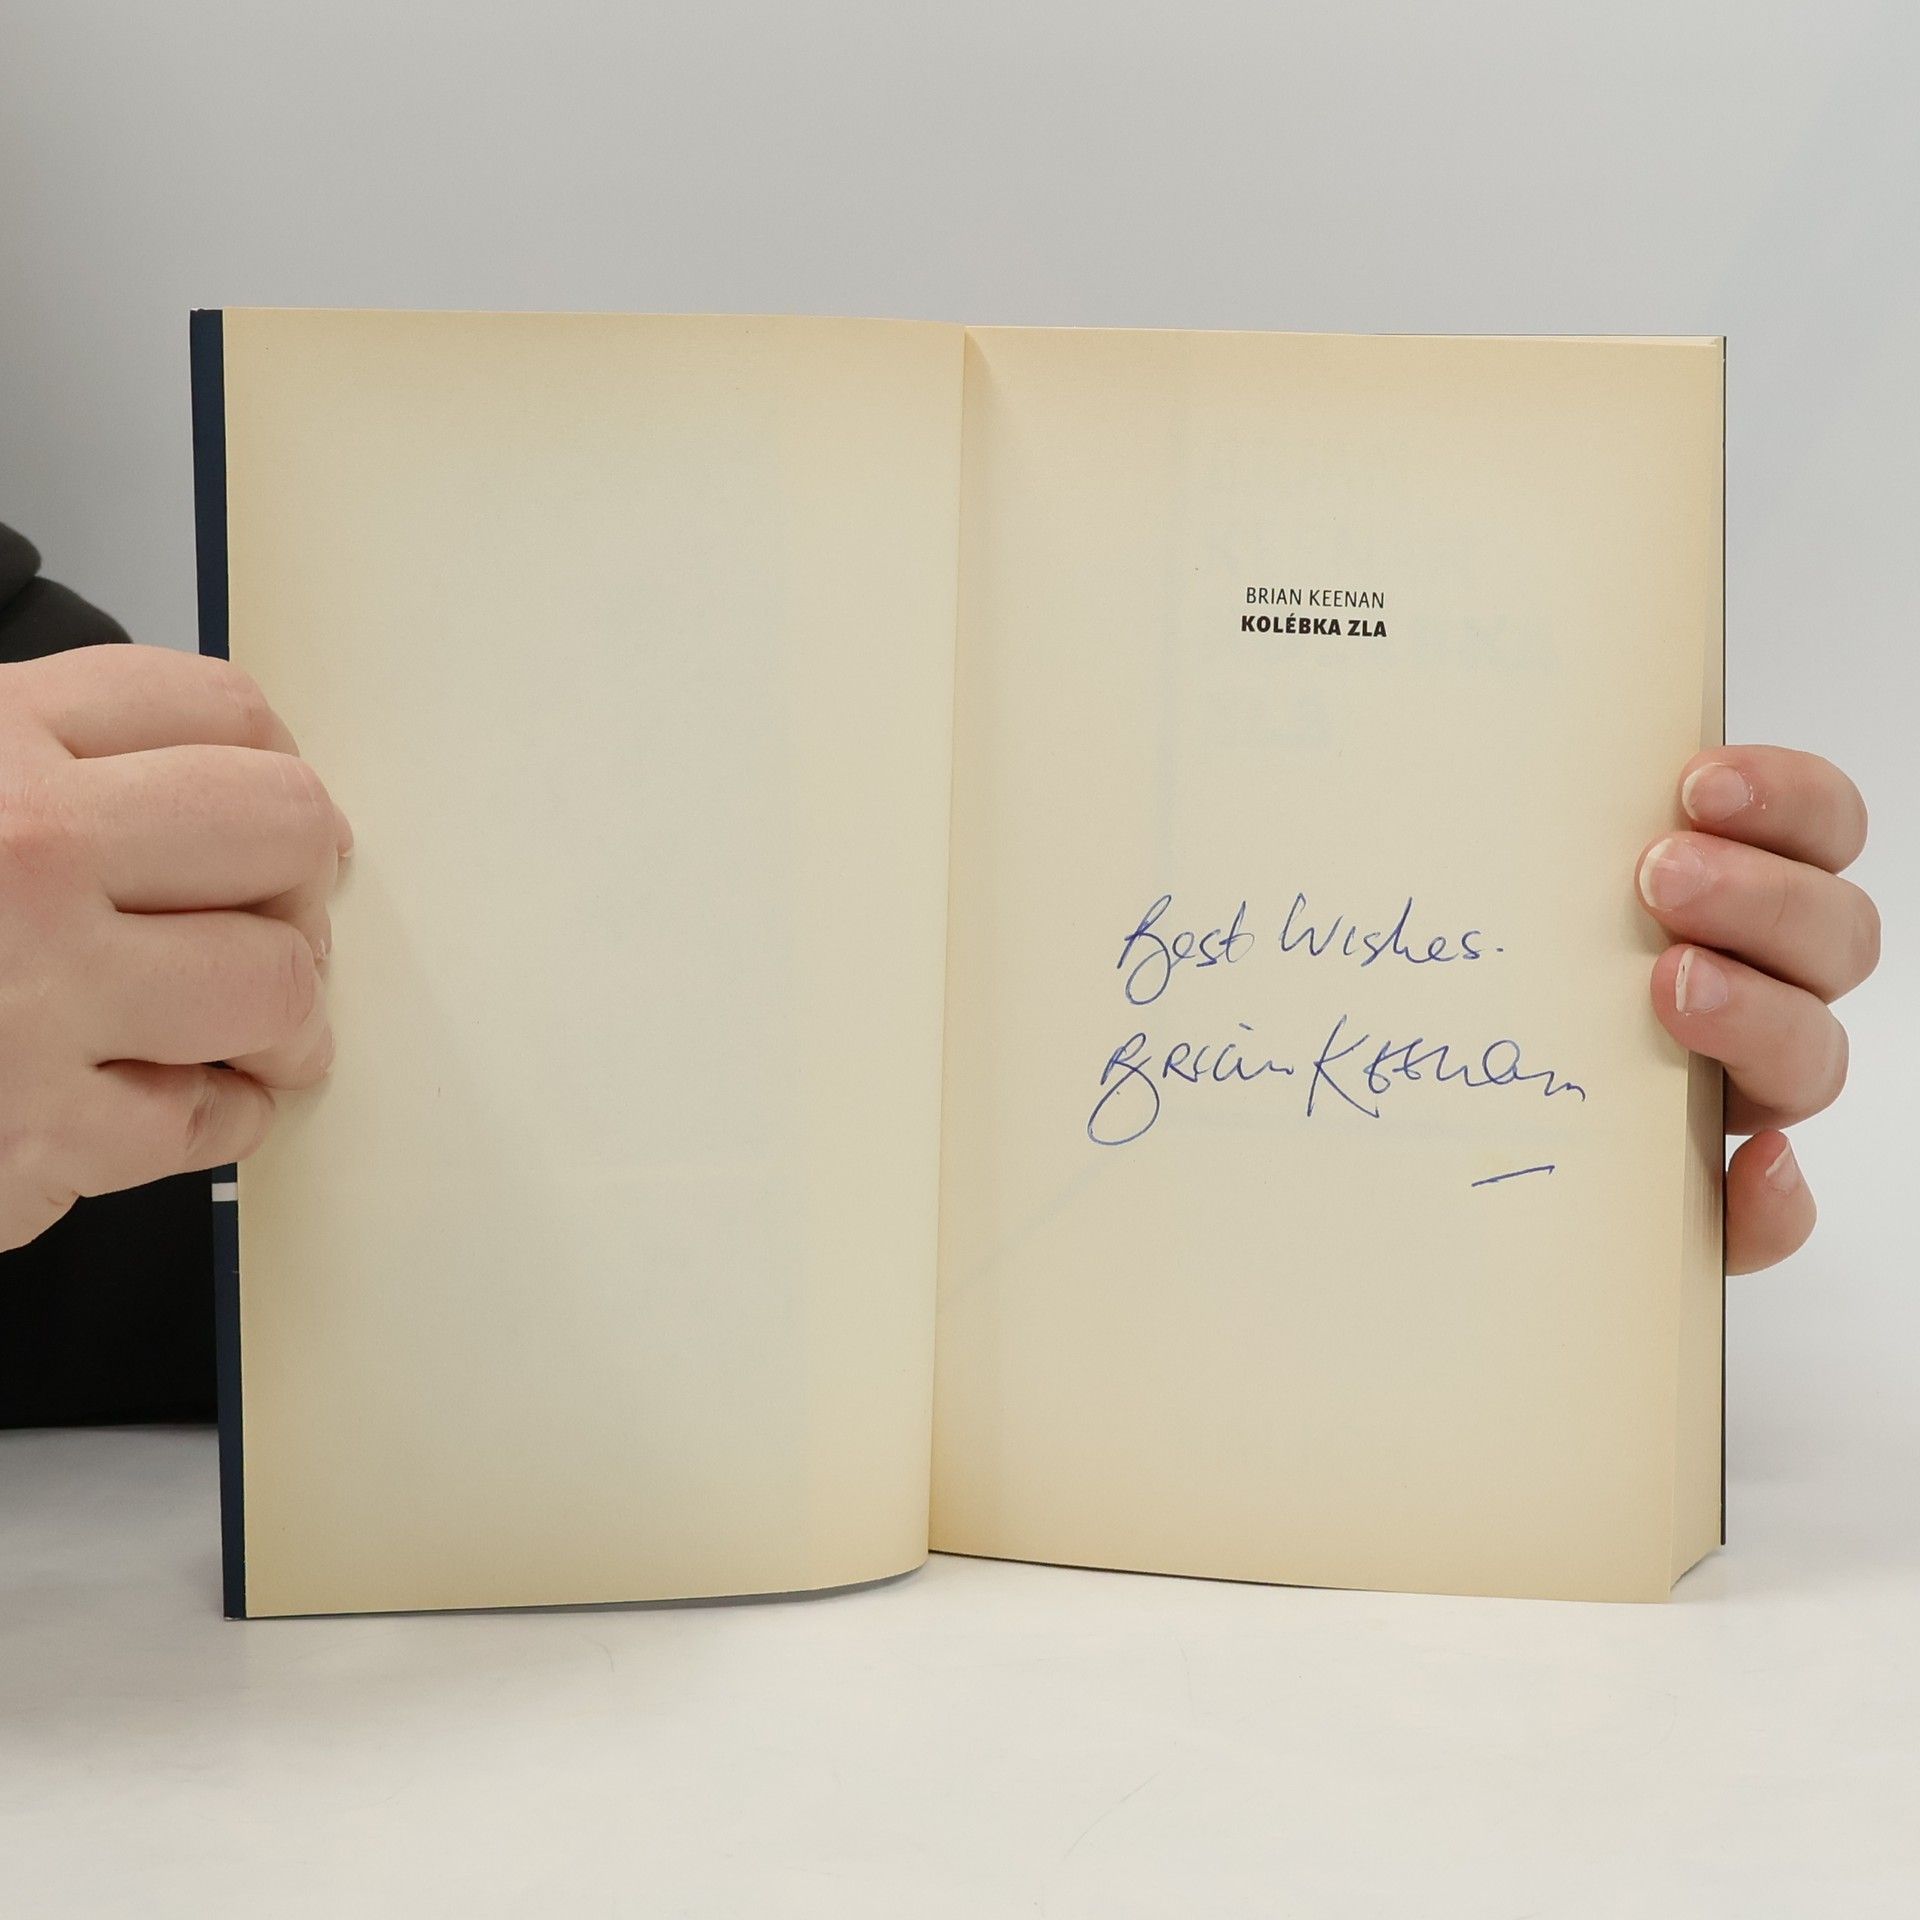 BRIAN KEENAN
KOLÉBKA ZLA
Best Wishes.
Brian Keenan